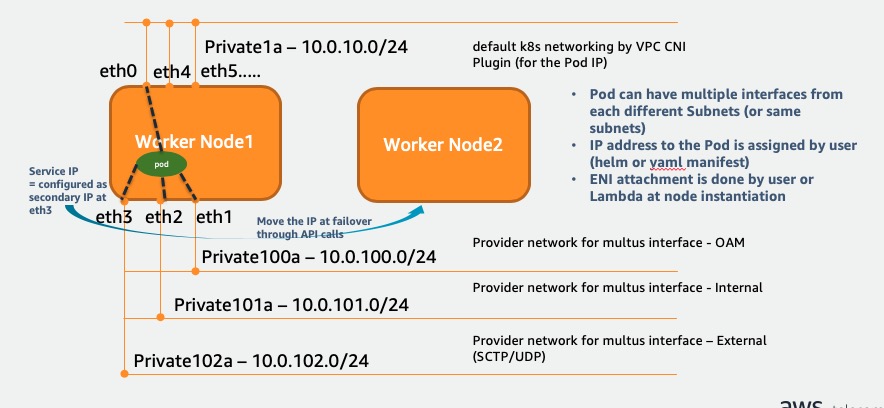 Private1a – 10.0.10.0/24
default k8s networking by VPC CNI
Plugin (for the Pod IP)
eth0
eth4
eth5.....
• Pod can have multiple interfaces from
each different Subnets (or same
subnets)
• IP address to the Pod is assigned by user
(helm or yaml manifest)
• ENI attachment is done by user or
Lambda at node instantiation
Worker Node1
pod
Worker Node2
Service IP
= configured as
secondary IP at
eth3
eth3
eth2
eth1
Move the IP at failover
through API calls
Private100a – 10.0.100.0/24
Provider network for multus interface - OAM
Private101a – 10.0.101.0/24
Provider network for multus interface - Internal
Private102a – 10.0.102.0/24
Provider network for multus interface – External
(SCTP/UDP)
aws